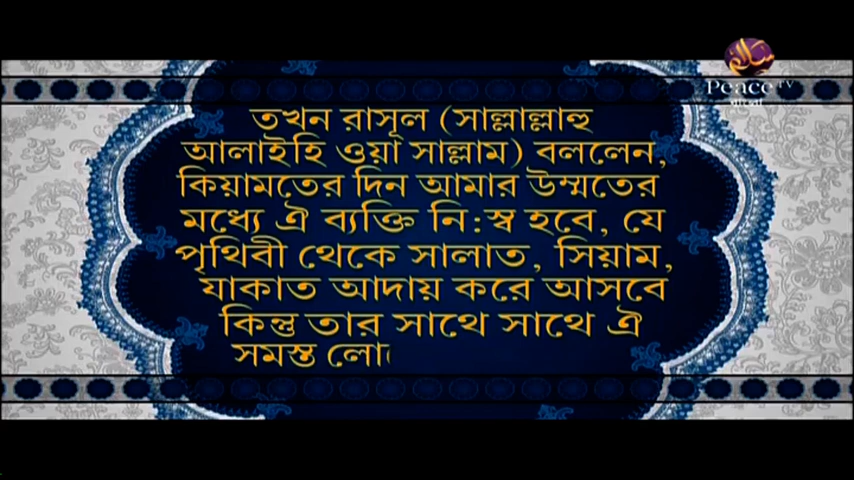 Peace TV
বাংলা
তখন রাসূল (সাল্লাল্লাহু
আলাইহি ওয়া সাল্লাম) বললেন,
কিয়ামতের দিন আমার উম্মতের
মধ্যে ঐ ব্যক্তি নি:স্ব হবে, যে
পৃথিবী থেকে সালাত, সিয়াম,
যাকাত আদায় করে আসবে
কিন্তু তার সাথে সাথে ঐ
সমস্ত